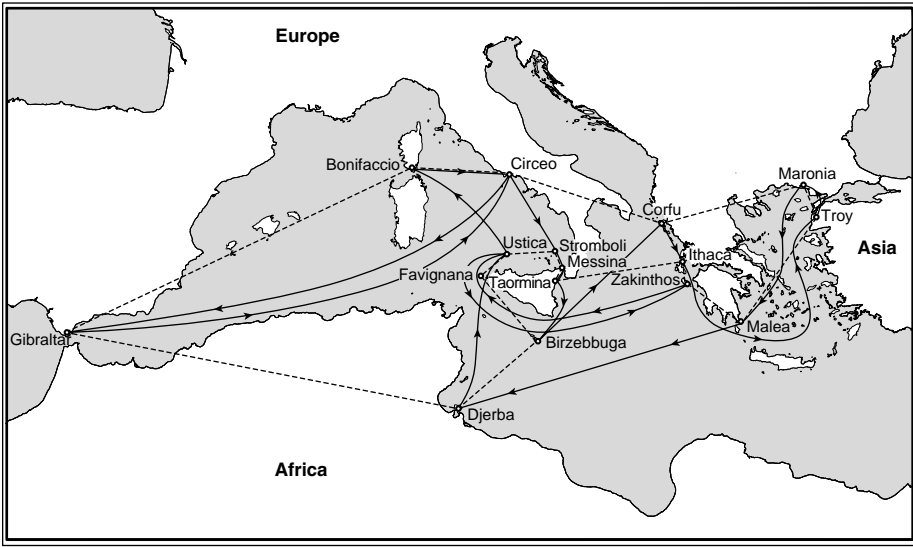 Europe
Bonifaccio
Circeo
Maronia
Corfu
Troy
Ustica
Stromboli
Asia
Messina
Ithaca
Favignana
Taormina
Zakinthos
Gibraltar
Birzebbuga
Malea
Djerba
Africa